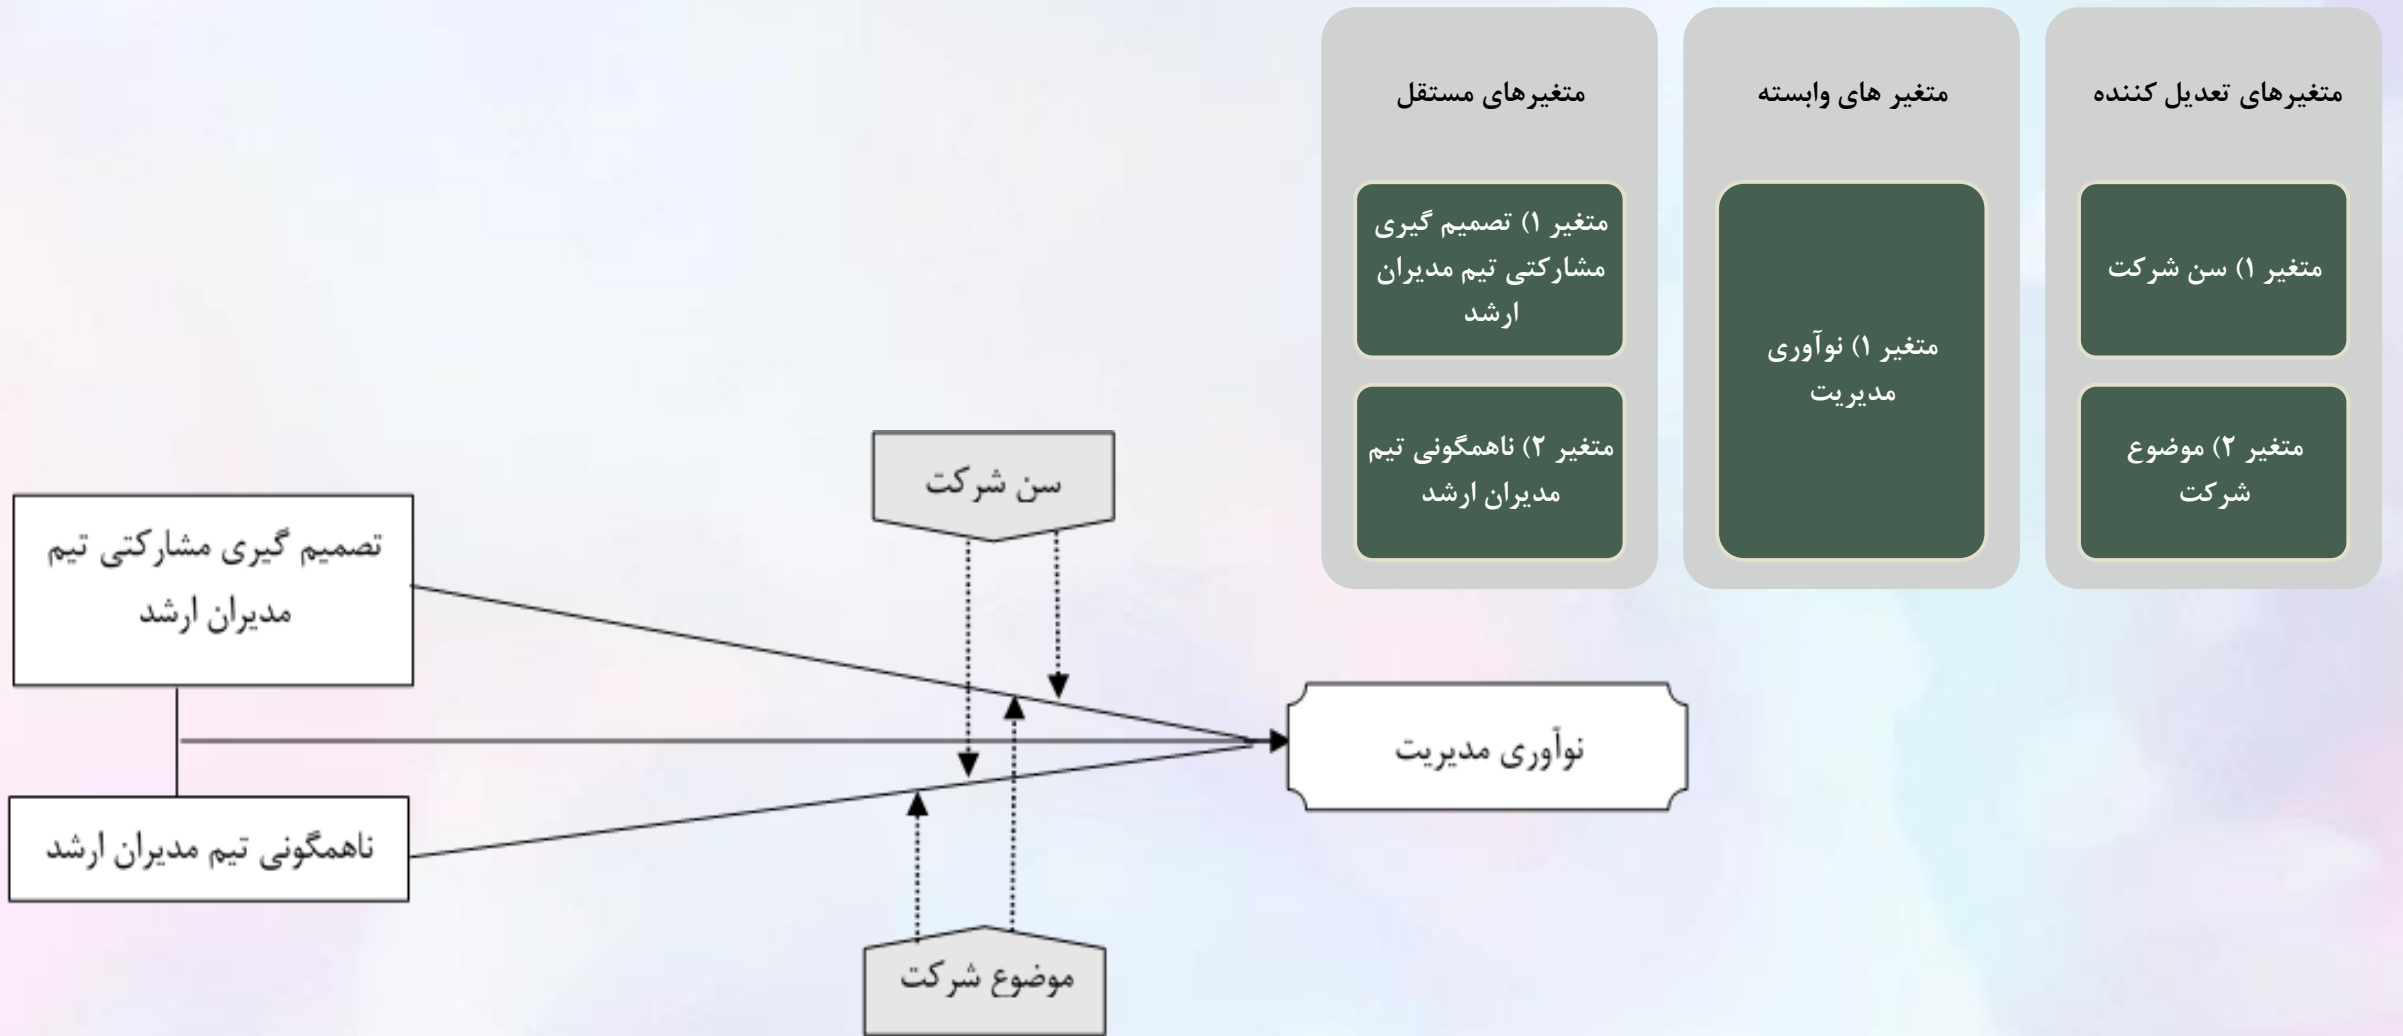 متغیرهای تعدیل کننده
متغیر ۱) سن شرکت
متغیر ۲) موضوع
شرکت
متغیر های وابسته
متغیر ۱) نوآوری
مدیریت
متغیرهای مستقل
متغیر ۱) تصمیم گیری
مشارکتی تیم مدیران
ارشد
متغیر ۲) ناهمگونی تیم
مدیران ارشد
سن شرکت
تصمیم گیری مشارکتی تیم
مدیران ارشد
نوآوری مدیریت
ناهمگونی تیم مدیران ارشد
موضوع شرکت